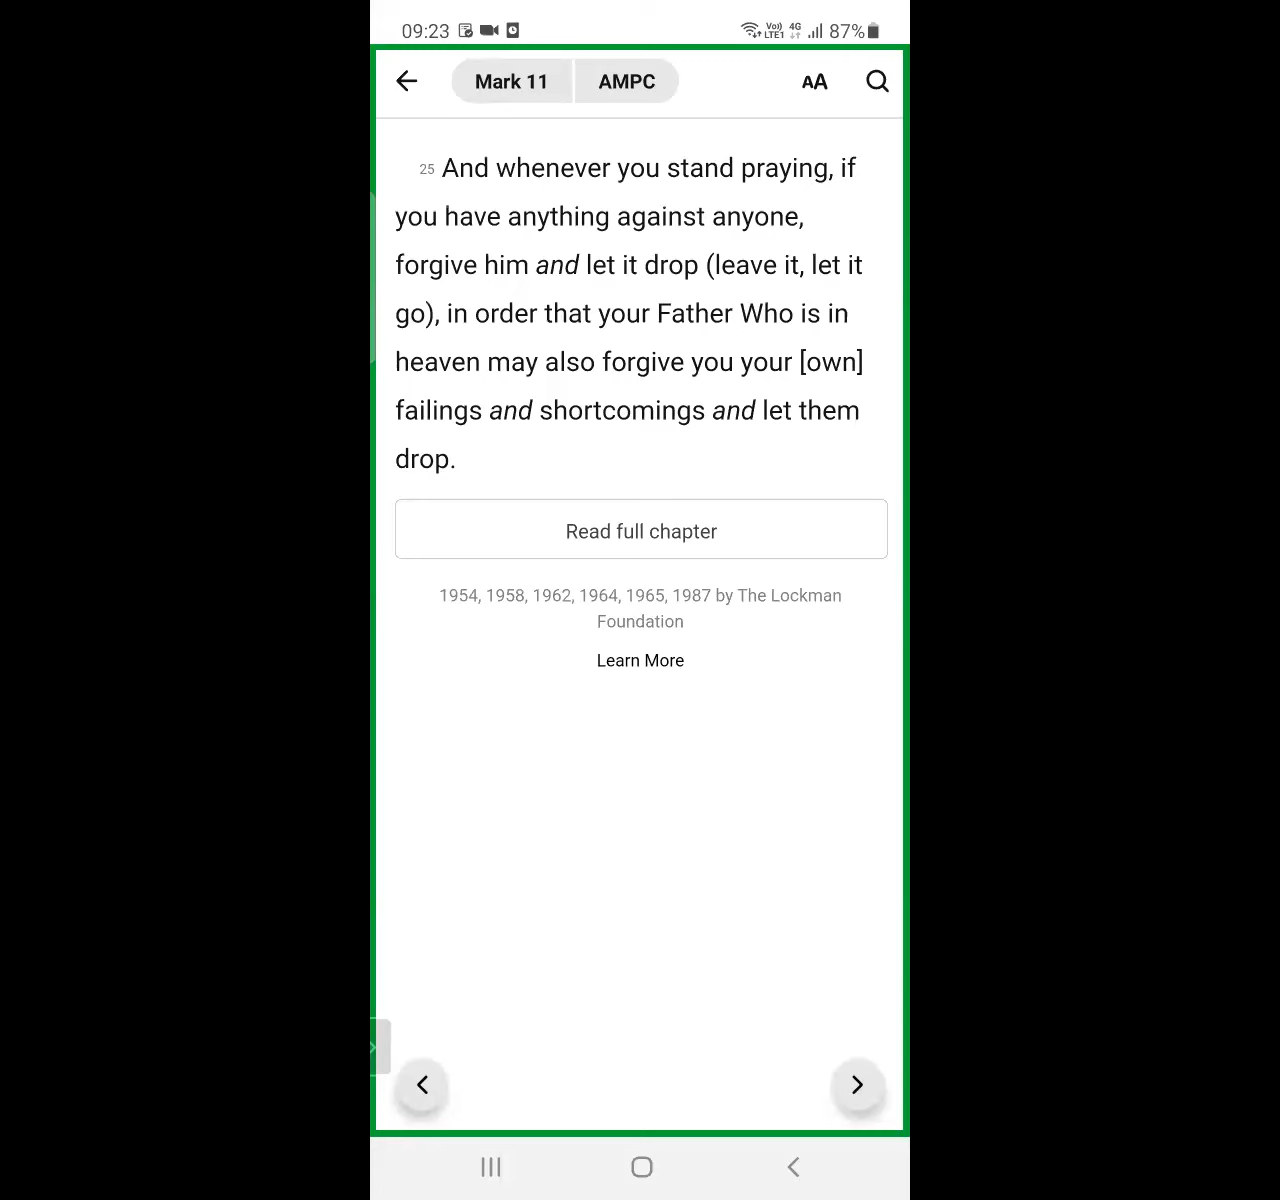 09:23 Vo) LTE1 4G 87%
Mark 11 AMPC AA
25 And whenever you stand praying, if
you have anything against anyone,
forgive him and let it drop (leave it, let it
go), in order that your Father Who is in
heaven may also forgive you your [own]
failings and shortcomings and let them
drop.
Read full chapter
1954, 1958, 1962, 1964, 1965, 1987 by The Lockman
Foundation
Learn More